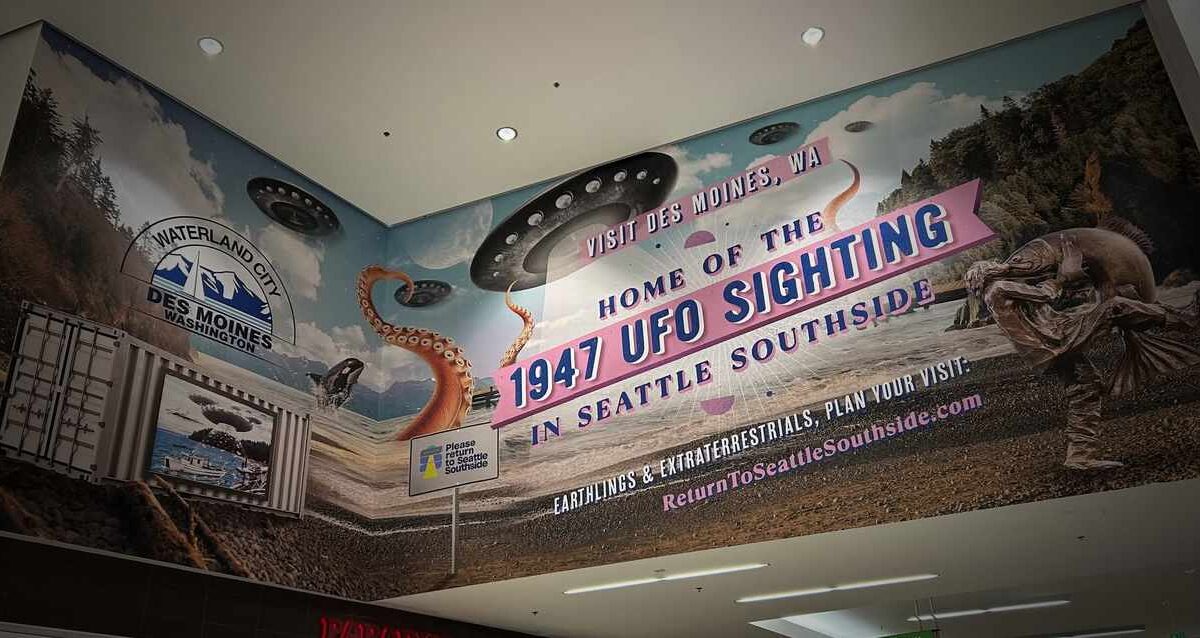 WATERLAND CITY
DES MOINES
WASHINGTON
VISIT DES MOINES, WA
HOME OF THE
1947 UFO SIGHTING
IN SEATTLE SOUTHSIDE
EARTHLINGS & EXTRATERRESTRIALS, PLAN YOUR VISIT:
ReturnToSeattleSouthside.com
Please
return
to Seattle
Southside